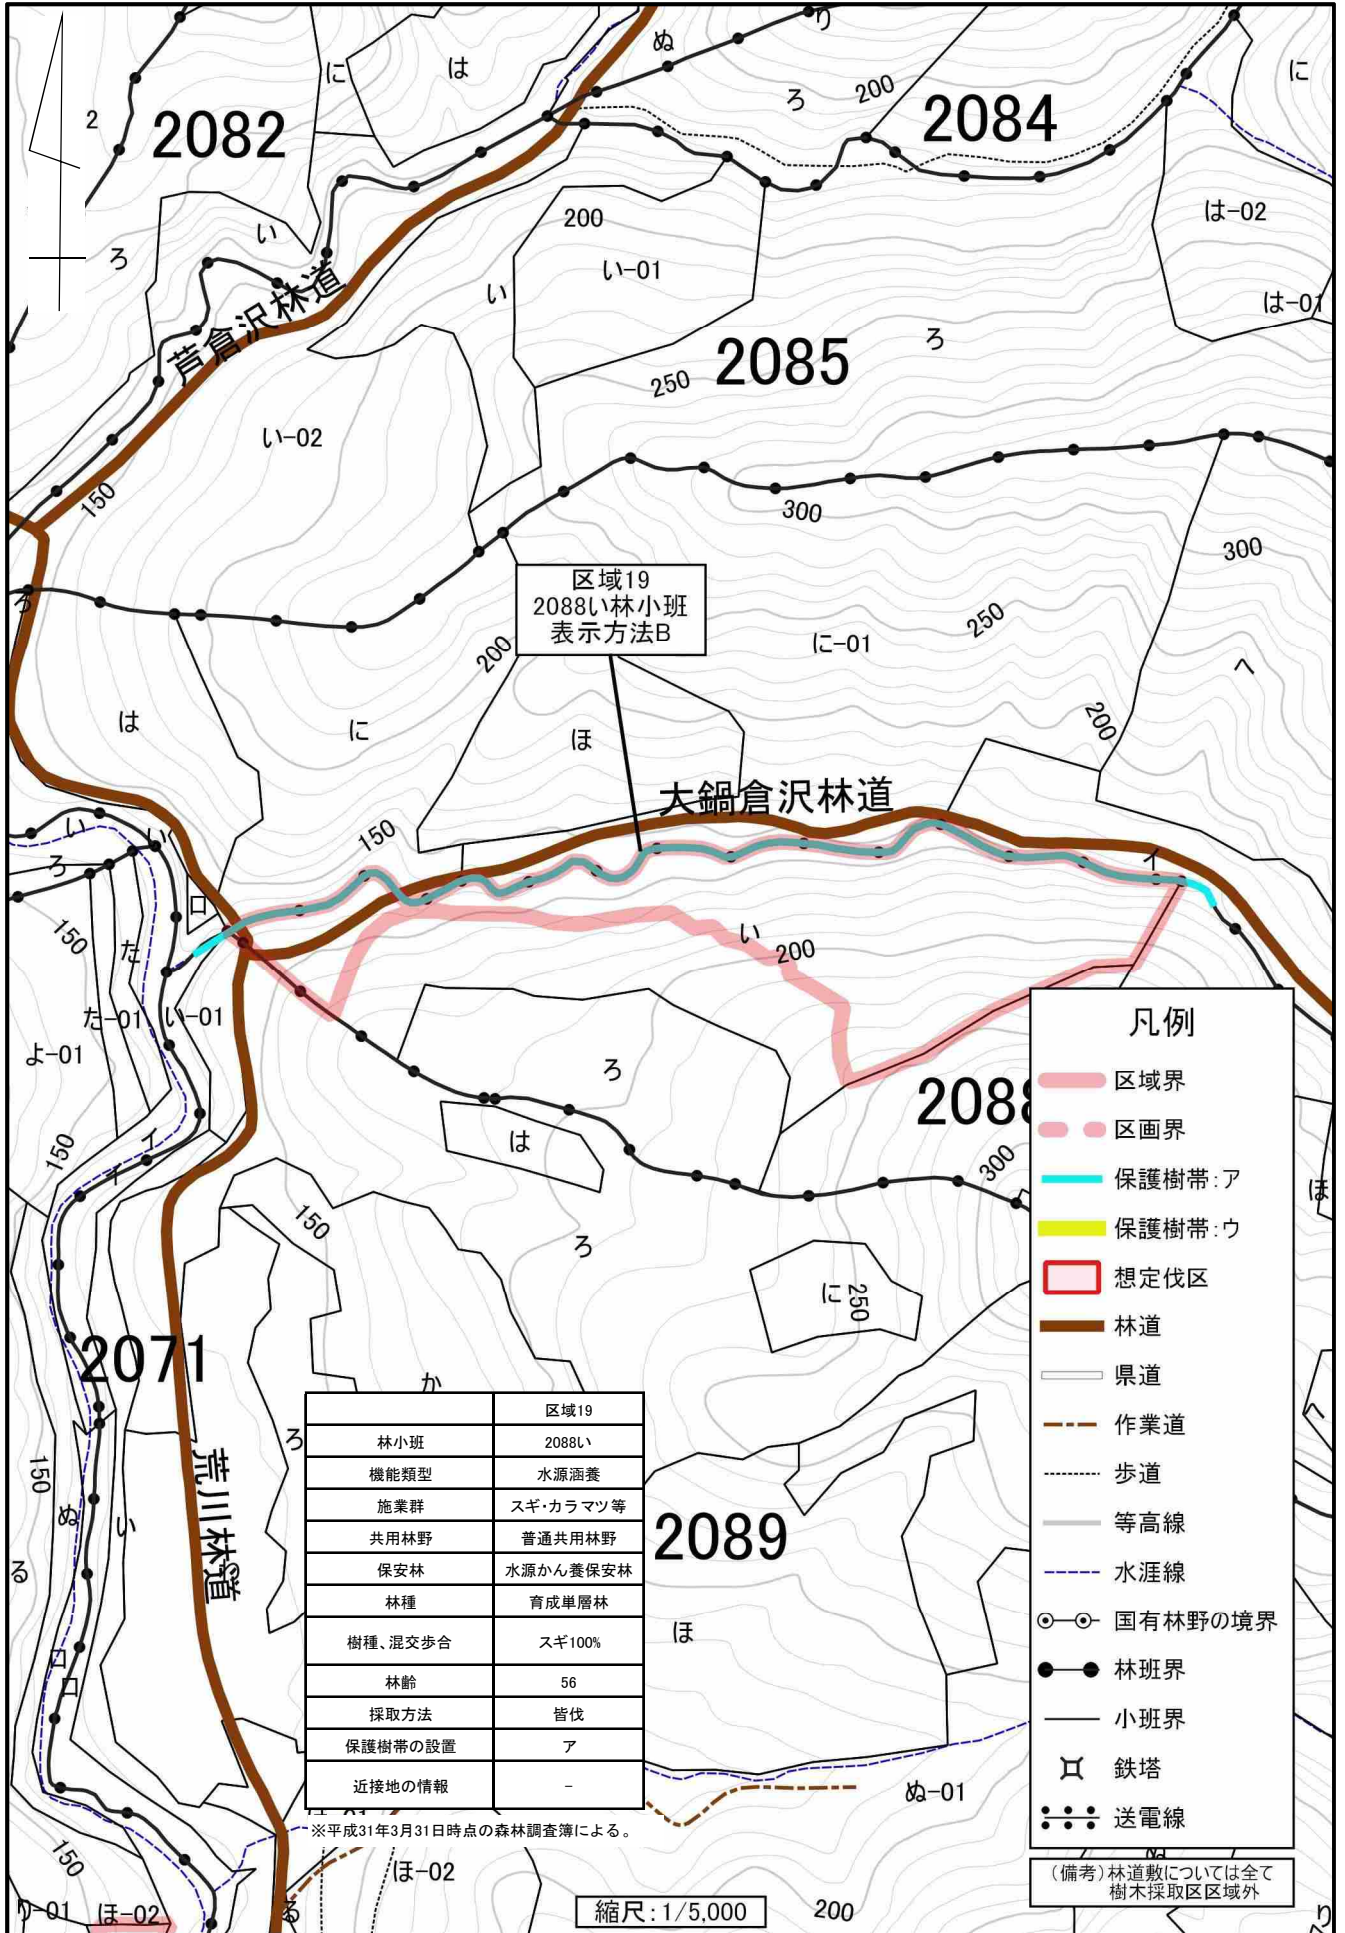 ぬ
り
に
は
ろ
200
に
2
2082
2084
は-02
い
200
ろ
い-01
い
は-01
芦倉沢林道
ろ
2085
250
い-02
150
300
300
ろ
区域19
2088い林小班
表示方法B
に-01
250
200
へ
200
は
に
ほ
大鍋倉沢林道
150
い
い
ろ
イ
ロ
150
た
い
200
た-01
い-01
よ-01
ろ
2088
は
イ
イ
150
300
ほ
150
ろ
に
250
2071
か
ろ
荒川林道
150
ぬ
い
る
2089
ほ
へ
ロ
ロ
区域19
林小班 2088い
機能類型 水源涵養
施業群 スギ・カラマツ等
共用林野 普通共用林野
保安林 水源かん養保安林
林種 育成単層林
樹種、混交歩合 スギ100%
林齢 56
採取方法 皆伐
保護樹帯の設置 ア
近接地の情報 -
※平成31年3月31日時点の森林調査簿による。
凡例
区域界
区画界
保護樹帯:ア
保護樹帯:ウ
想定伐区
林道
県道
作業道
歩道
等高線
水涯線
国有林野の境界
林班界
小班界
鉄塔
送電線
(備考)林道敷については全て
樹木採取区区域外
ぬ-01
150
ほ-02
り-01
ほ-02
る
縮尺:1/5,000
200
り